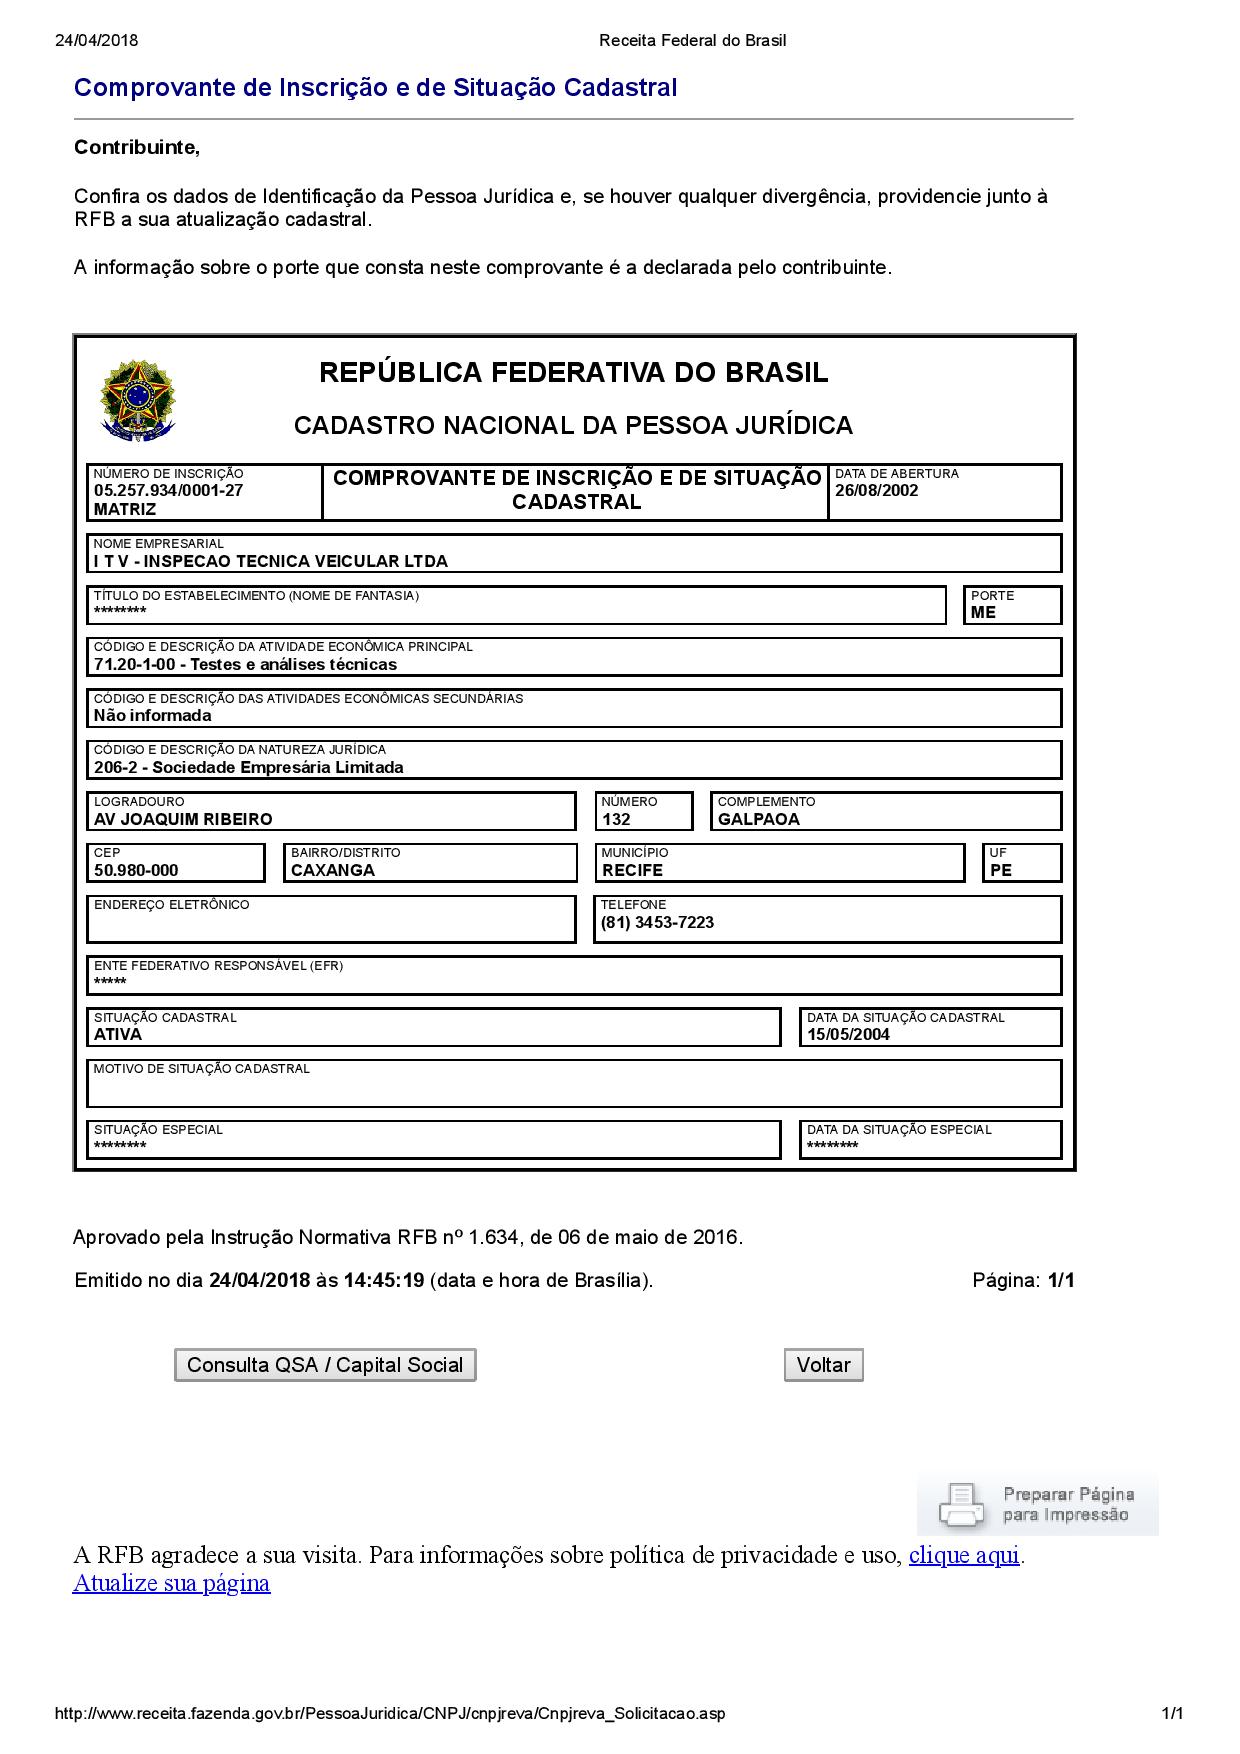 24/04/2018 Receita Federal do Brasil
Comprovante de Inscrição e de Situação Cadastral
Contribuinte,
Confira os dados de Identificação da Pessoa Jurídica e, se houver qualquer divergência, providencie junto à
RFB a sua atualização cadastral.
A informação sobre o porte que consta neste comprovante é a declarada pelo contribuinte.
REPÚBLICA FEDERATIVA DO BRASIL
CADASTRO NACIONAL DA PESSOA JURÍDICA
NÚMERO DE INSCRIÇÃO
05.257.934/0001-27
MATRIZ
COMPROVANTE DE INSCRIÇÃO E DE SITUAÇÃO
CADASTRAL
DATA DE ABERTURA
26/08/2002
NOME EMPRESARIAL
I T V - INSPECAO TECNICA VEICULAR LTDA
TÍTULO DO ESTABELECIMENTO (NOME DE FANTASIA)
********
PORTE
ME
CÓDIGO E DESCRIÇÃO DA ATIVIDADE ECONÔMICA PRINCIPAL
71.20-1-00 - Testes e análises técnicas
CÓDIGO E DESCRIÇÃO DAS ATIVIDADES ECONÔMICAS SECUNDÁRIAS
Não informada
CÓDIGO E DESCRIÇÃO DA NATUREZA JURÍDICA
206-2 - Sociedade Empresária Limitada
LOGRADOURO
AV JOAQUIM RIBEIRO
NÚMERO
132
COMPLEMENTO
GALPAOA
CEP
50.980-000
BAIRRO/DISTRITO
CAXANGA
MUNICÍPIO
RECIFE
UF
PE
ENDEREÇO ELETRÔNICO
TELEFONE
(81) 3453-7223
ENTE FEDERATIVO RESPONSÁVEL (EFR)
*****
SITUAÇÃO CADASTRAL
ATIVA
DATA DA SITUAÇÃO CADASTRAL
15/05/2004
MOTIVO DE SITUAÇÃO CADASTRAL
SITUAÇÃO ESPECIAL
********
DATA DA SITUAÇÃO ESPECIAL
********
Aprovado pela Instrução Normativa RFB nº 1.634, de 06 de maio de 2016.
Emitido no dia 24/04/2018 às 14:45:19 (data e hora de Brasília). Página: 1/1
Consulta QSA / Capital Social Voltar
Preparar Página
para Impressão
A RFB agradece a sua visita. Para informações sobre política de privacidade e uso, clique aqui.
Atualize sua página
http://www.receita.fazenda.gov.br/PessoaJuridica/CNPJ/cnpjreva/Cnpjreva_Solicitacao.asp 1/1